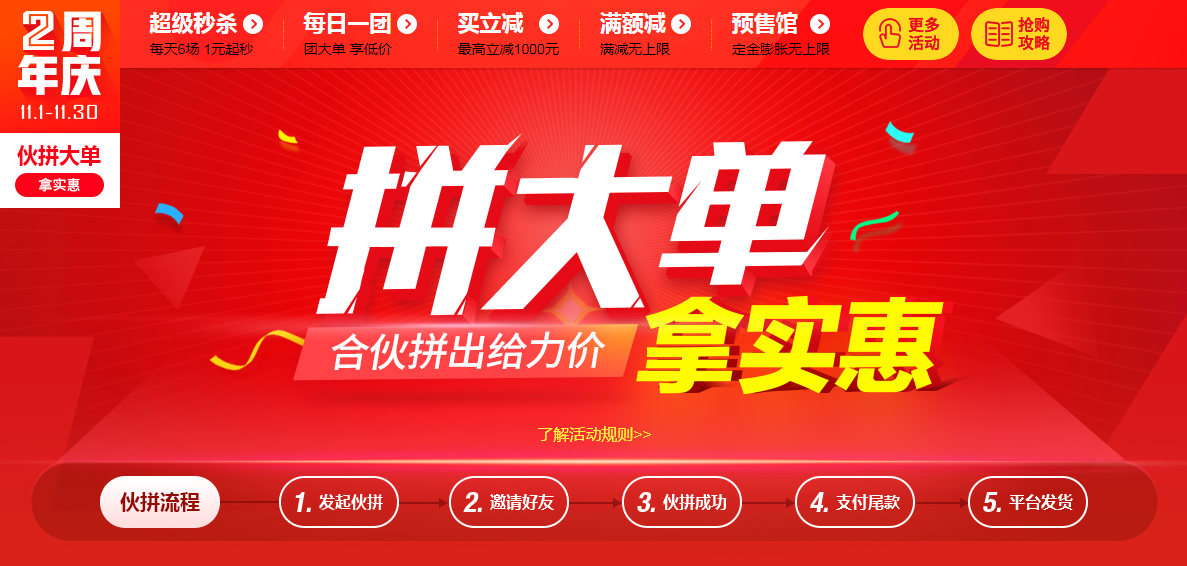 2周
年庆
11.1-11.30
伙拼大单
拿实惠
超级秒杀
每天6场 1元起秒
每日一团
团大单 享低价
买立减
最高立减1000元
满额减
满减无上限
预售馆
定金膨胀无上限
更多
活动
抢购
攻略
拼大单
合伙拼出给力价
拿实惠
了解活动规则>>
伙拼流程
1. 发起伙拼
2. 邀请好友
3. 伙拼成功
4. 支付尾款
5. 平台发货